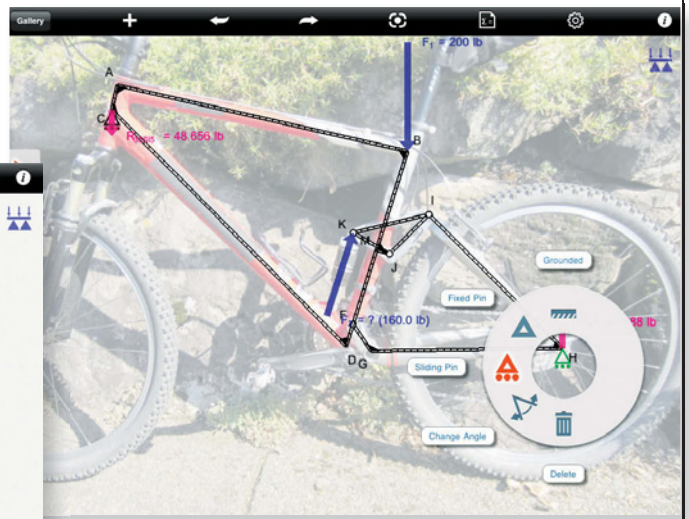 Gallery
Σ=
i
F₁ = 200 lb
A
C
= 48.656 lb
B
i
K
I
J
Grounded
Fixed Pin
E
= ? (160.0 lb)
88 lb
D G
Sliding Pin
H
Change Angle
Delete